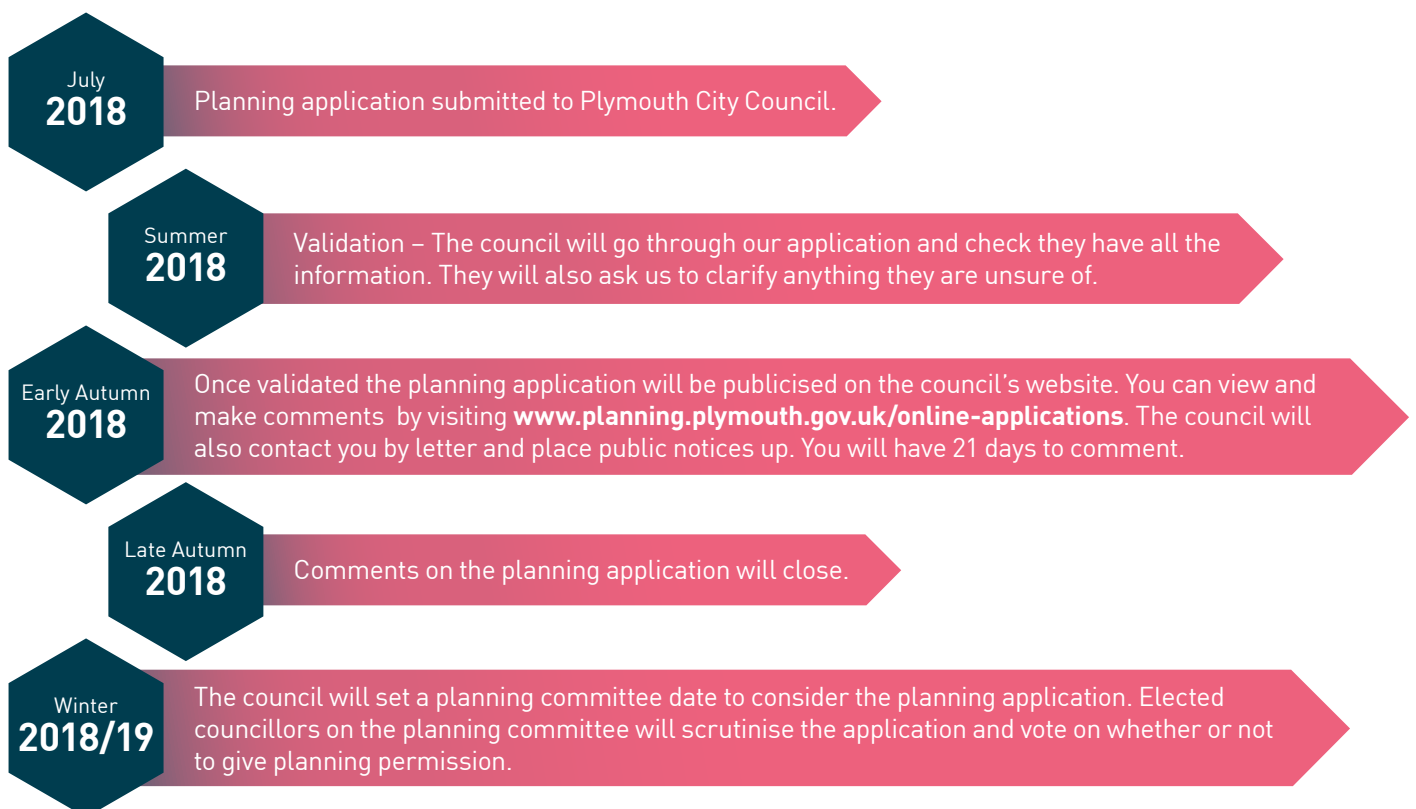 July
2018
Planning application submitted to Plymouth City Council.
Summer
2018
Validation – The council will go through our application and check they have all the
information. They will also ask us to clarify anything they are unsure of.
Early Autumn
2018
Once validated the planning application will be publicised on the council’s website. You can view and
make comments  by visiting www.planning.plymouth.gov.uk/online-applications. The council will
also contact you by letter and place public notices up. You will have 21 days to comment.
Late Autumn
2018
Comments on the planning application will close.
Winter
2018/19
The council will set a planning committee date to consider the planning application. Elected
councillors on the planning committee will scrutinise the application and vote on whether or not
to give planning permission.